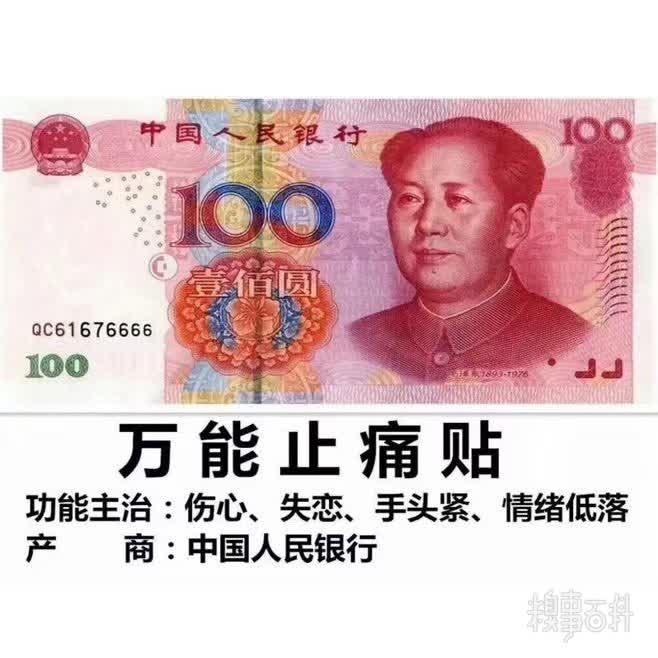 中国人民银行
100
100
壹佰圆
QC61676666
100
1893-1976
万能止痛贴
功能主治：伤心、失恋、手头紧、情绪低落
产 商：中国人民银行
糗事百科